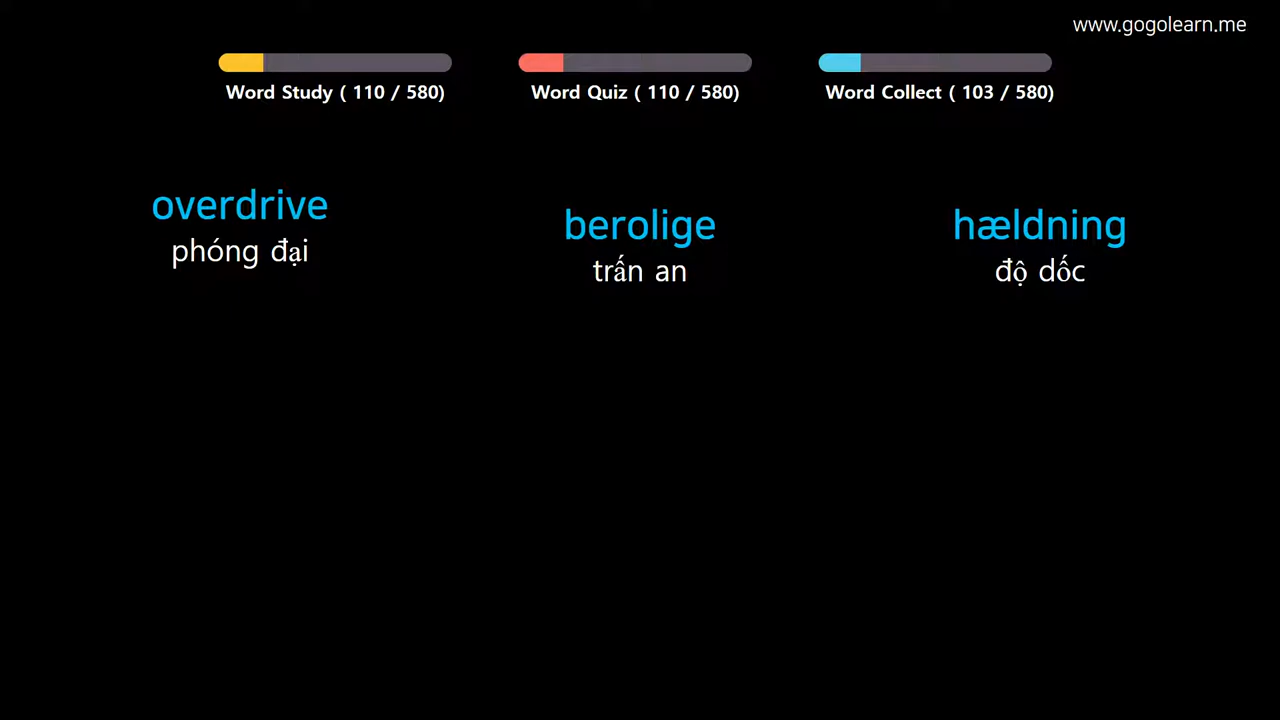 www.gogolearn.me
Word Study ( 110 / 580)
Word Quiz ( 110 / 580)
Word Collect ( 103 / 580)
overdrive
phóng đại
berolige
trấn an
hældning
độ dốc